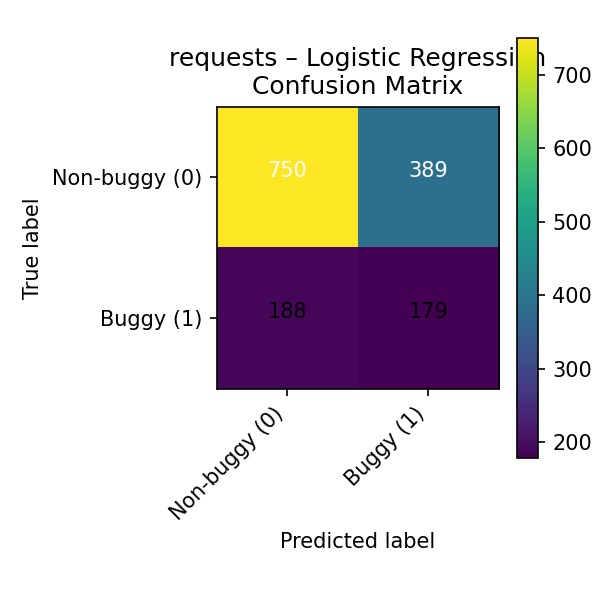 requests – Logistic Regression
Confusion Matrix
True label
Non-buggy (0)
750
389
Buggy (1)
188
179
Non-buggy (0)
Buggy (1)
Predicted label
700
600
500
400
300
200